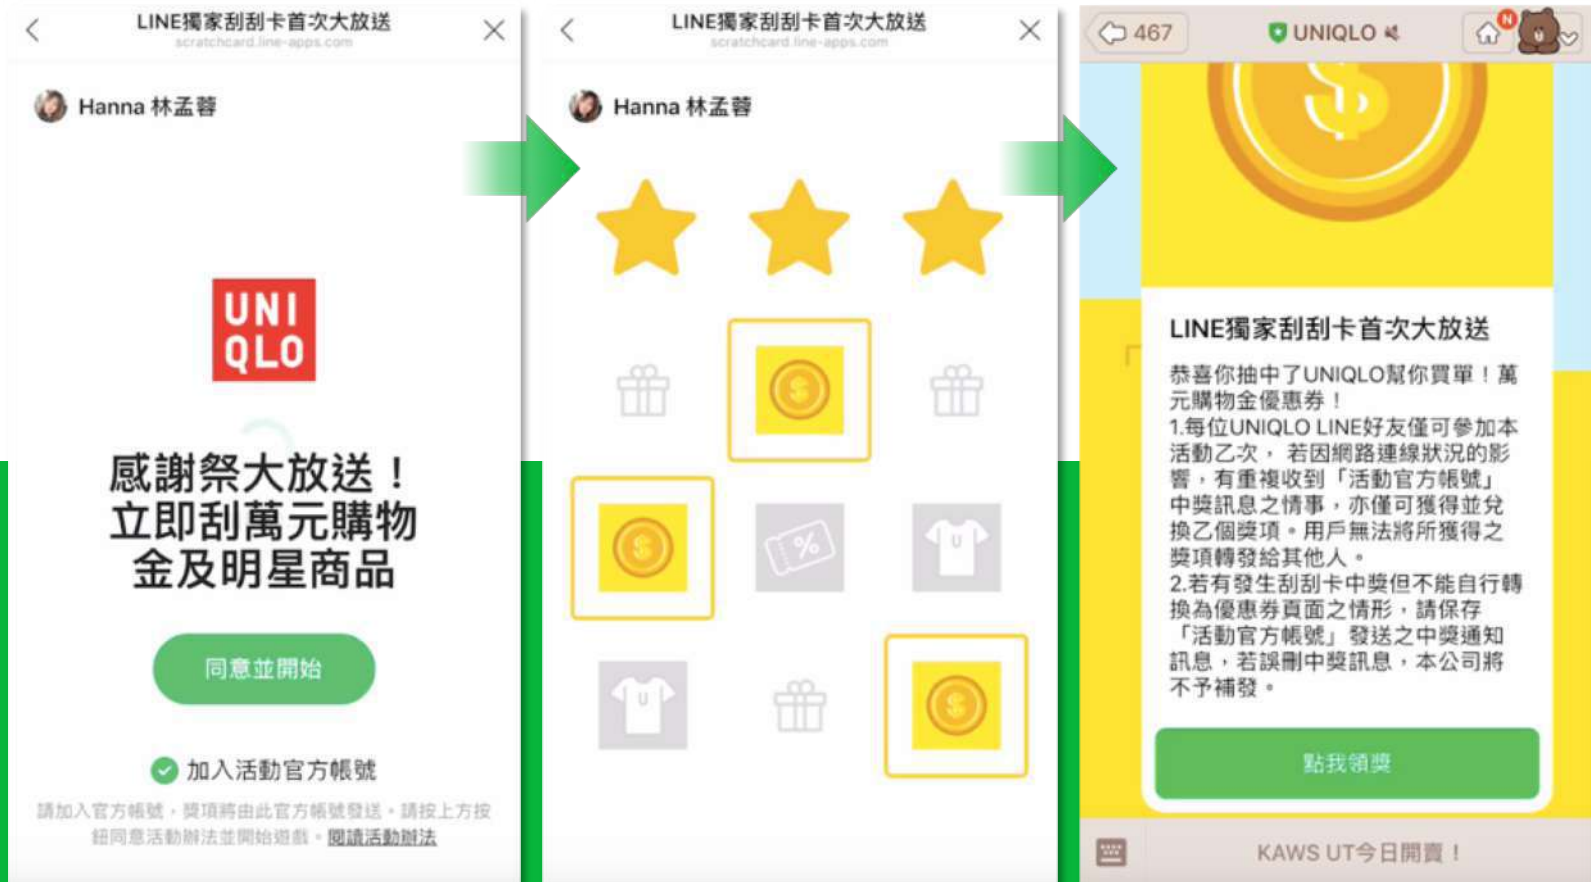 LINE獨家刮刮卡首次大放送
scratchcard.line-apps.com
Hanna 林孟蓉
UNI
QLO
感謝祭大放送！
立即刮萬元購物
金及明星商品
同意並開始
加入活動官方帳號
請加入官方帳號，獎項將由此官方帳號發送。請按上方按
鈕同意活動辦法並開始遊戲。閱讀活動辦法
LINE獨家刮刮卡首次大放送
scratchcard.line-apps.com
Hanna 林孟蓉
$
$
%
U
U
$
467
UNIQLO
N
$
LINE獨家刮刮卡首次大放送
恭喜你抽中了UNIQLO幫你買單！萬
元購物金優惠券！
1.每位UNIQLO LINE好友僅可參加本
活動乙次， 若因網路連線狀況的影
響，有重複收到「活動官方帳號」
中獎訊息之情事，亦僅可獲得並兌
換乙個獎項。用戶無法將所獲得之
獎項轉發給其他人。
2.若有發生刮刮卡中獎但不能自行轉
換為優惠券頁面之情形，請保存
「活動官方帳號」發送之中獎通知
訊息，若誤刪中獎訊息，本公司將
不予補發。
點我領獎
KAWS UT今日開賣！